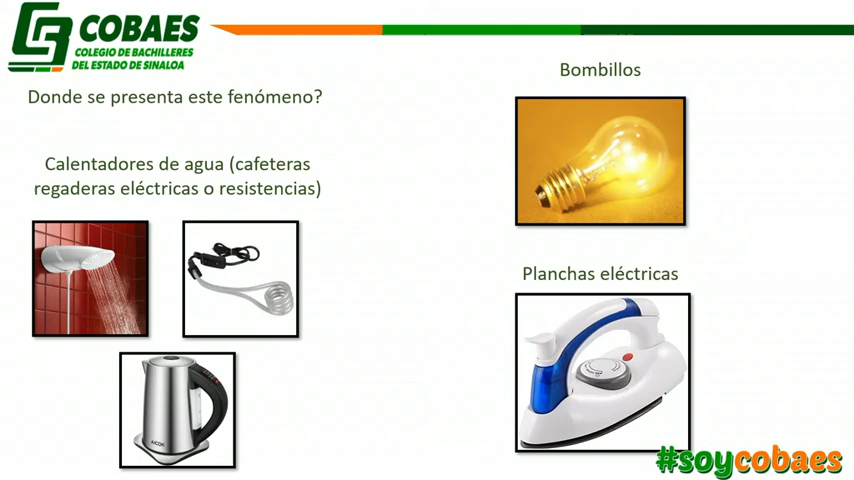 COBAES
COLEGIO DE BACHILLERES
DEL ESTADO DE SINALOA
Donde se presenta este fenómeno?
Calentadores de agua (cafeteras
regaderas eléctricas o resistencias)
AICOK
Bombillos
Planchas eléctricas
#soycobaes